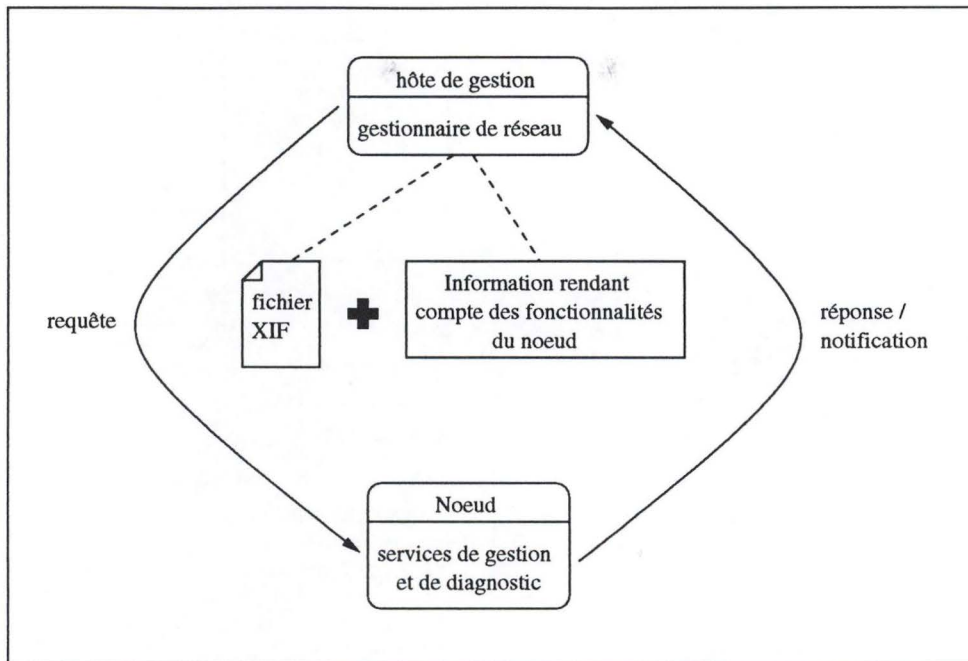 hôte de gestion
gestionnaire de réseau
requête
fichier
XIF
Information rendant
compte des fonctionnalités
du noeud
réponse /
notification
Noeud
services de gestion
et de diagnostic